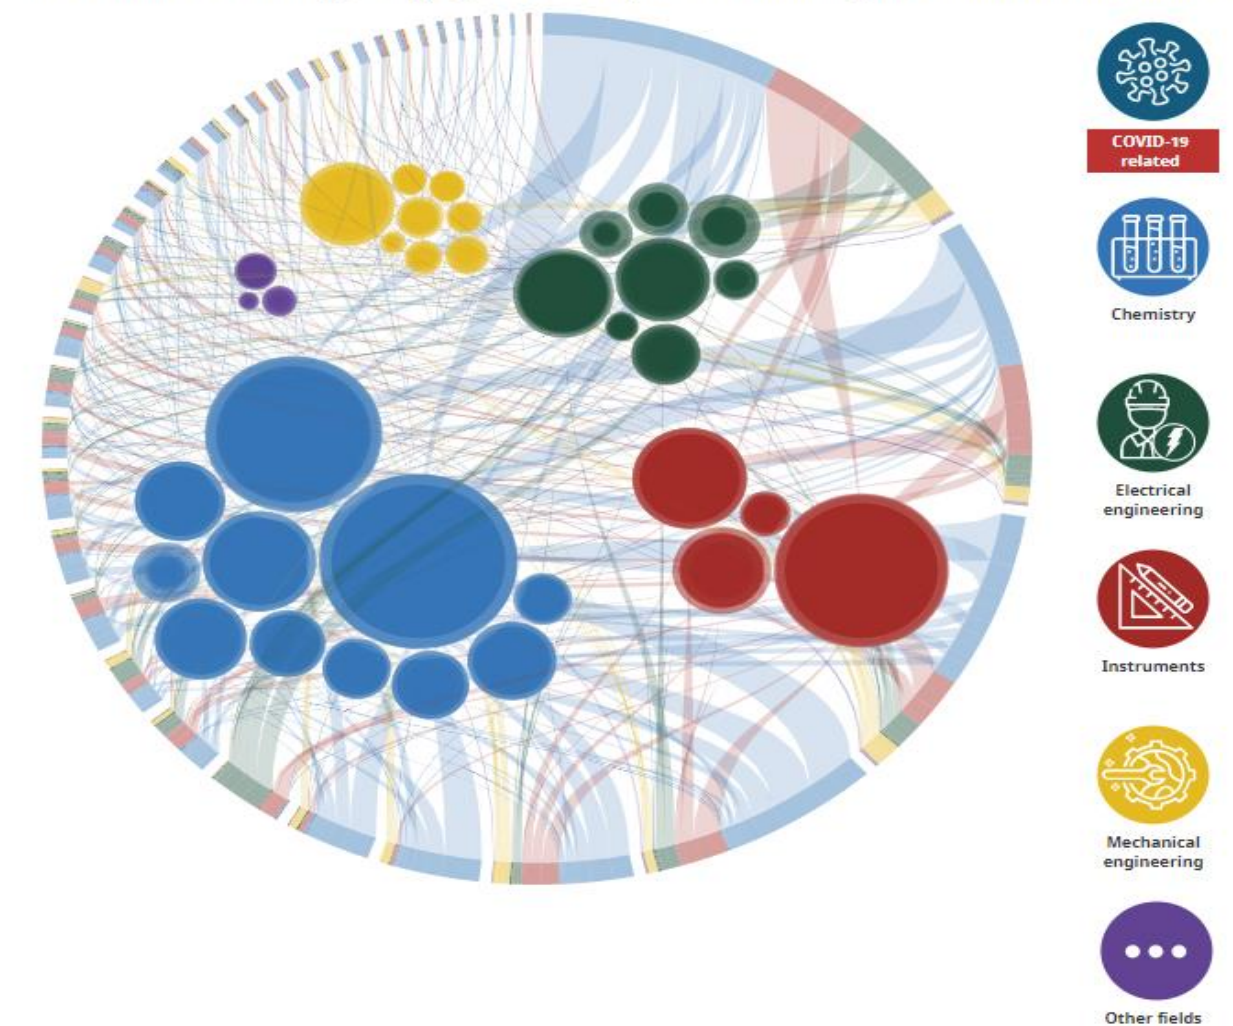 COVID-19
related
Chemistry
Electrical
engineering
Instruments
Mechanical
engineering
Other fields